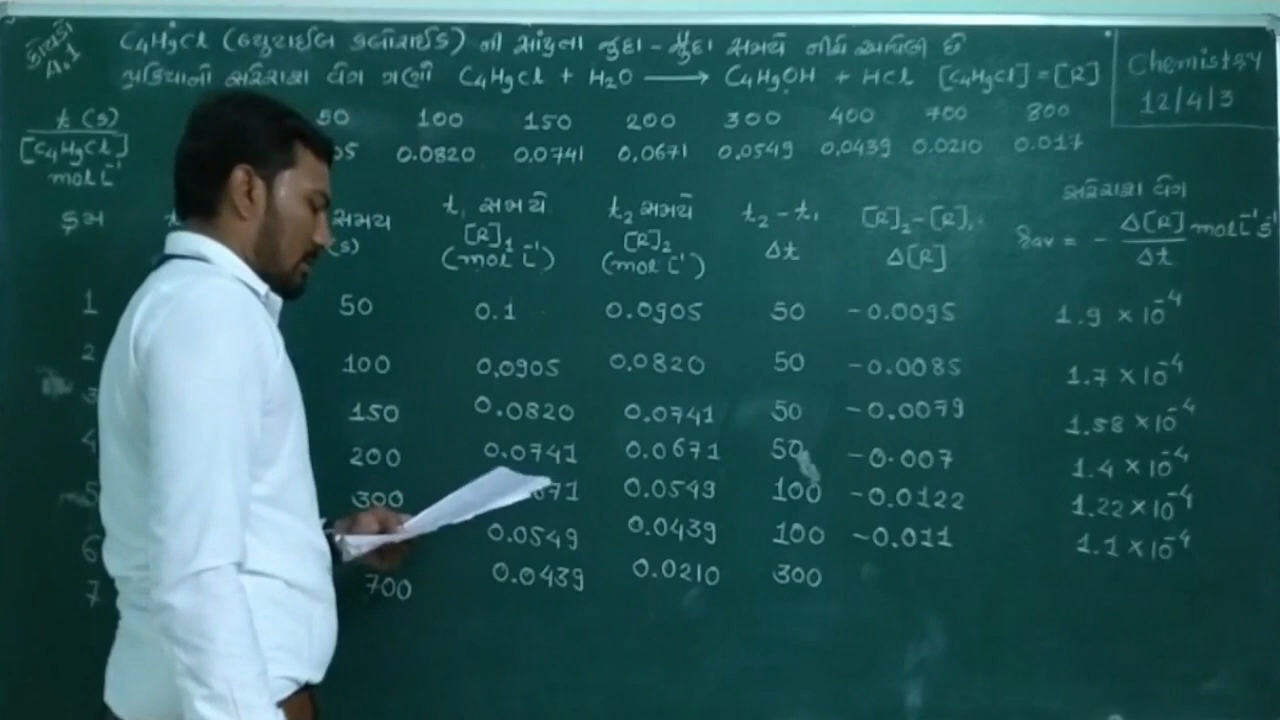 કોયડો A.1
C4H9Cl (બ્યુટાઈલ ક્લોરાઈડ) ની સાંદ્રતા જુદા-જુદા સમયે નીચે આપેલી છે
પ્રક્રિયાનો સરેરાશ વેગ ગણો C4H9Cl + H2O ⟶ C4H9OH + HCl [C4H9Cl] = [R]
Chemistry
12/4/3
t (s) 50 100 150 200 300 400 700 800
[C4H9Cl] mol L⁻¹ 05 0.0820 0.0741 0.0671 0.0549 0.0439 0.0210 0.017
ક્રમ સમય (s) t1 સમયે [R]1 (mol L⁻¹) t2 સમયે [R]2 (mol L⁻¹) t2 - t1 Δt [R]2-[R]1 Δ[R] સરેરાશ વેગ rav = - Δ[R]/Δt mol L⁻¹ s⁻¹
1 50 0.1 0.0905 50 -0.0095 1.9 × 10⁻⁴
2 100 0.0905 0.0820 50 -0.0085 1.7 × 10⁻⁴
3 150 0.0820 0.0741 50 -0.0079 1.58 × 10⁻⁴
4 200 0.0741 0.0671 50 -0.007 1.4 × 10⁻⁴
5 300 671 0.0549 100 -0.0122 1.22 × 10⁻⁴
6 0.0549 0.0439 100 -0.011 1.1 × 10⁻⁴
7 700 0.0439 0.0210 300